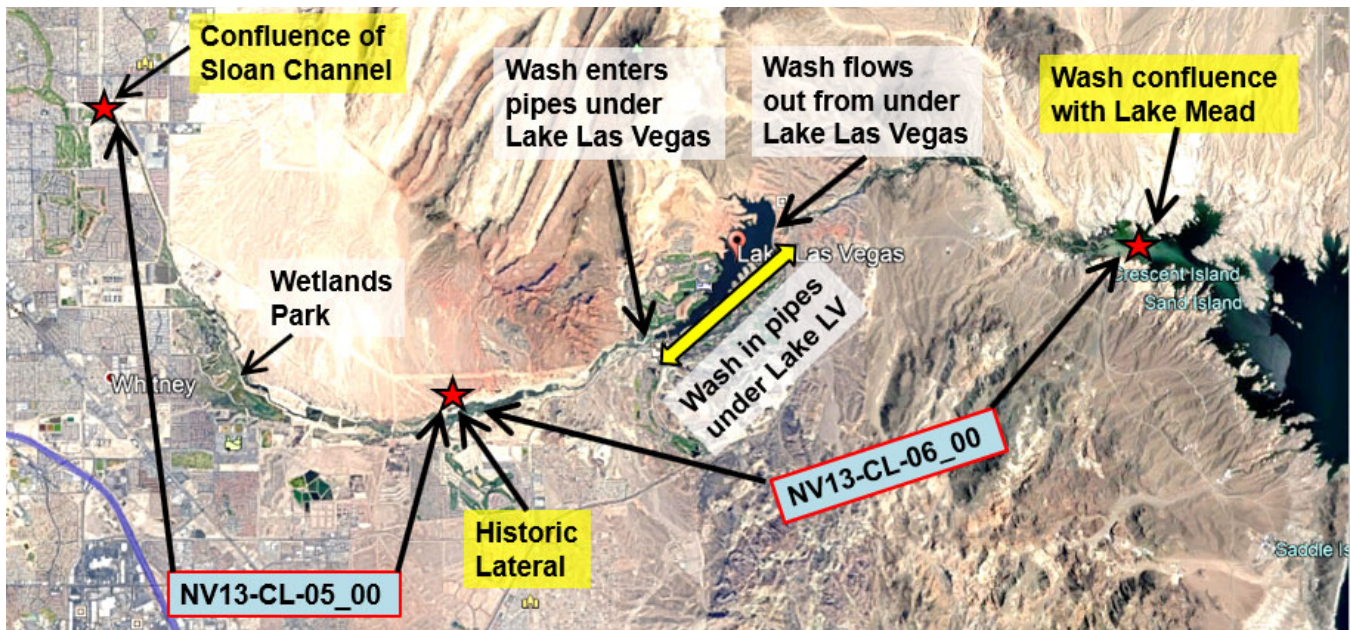 Confluence of
Sloan Channel
Wash enters
pipes under
Lake Las Vegas
Wash flows
out from under
Lake Las Vegas
Wash confluence
with Lake Mead
Wetlands
Park
Whitney
Lake Las Vegas
Wash in pipes
under Lake LV
Crescent Island
Sand Island
NV13-CL-06_00
Historic
Lateral
NV13-CL-05_00
Saddle Is